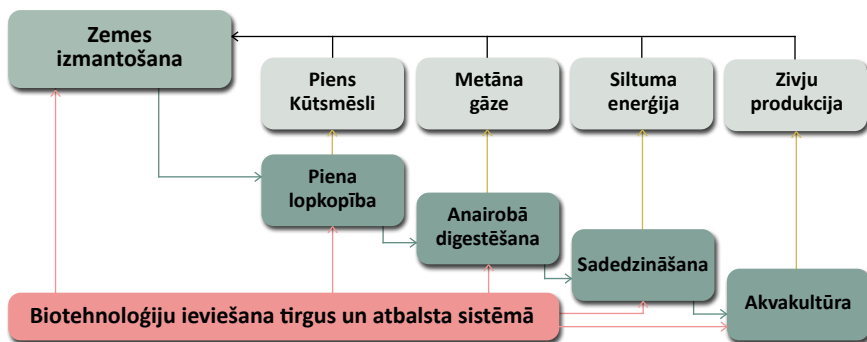 Zemes
izmantošana
Piens
Kūtsmēsli
Metāna
gāze
Siltuma
enerģija
Zivju
produkcija
Piena
lopkopība
Anairobā
digestēšana
Sadedzināšana
Akvakultūra
Biotehnoloģiju ieviešana tirgus un atbalsta sistēmā